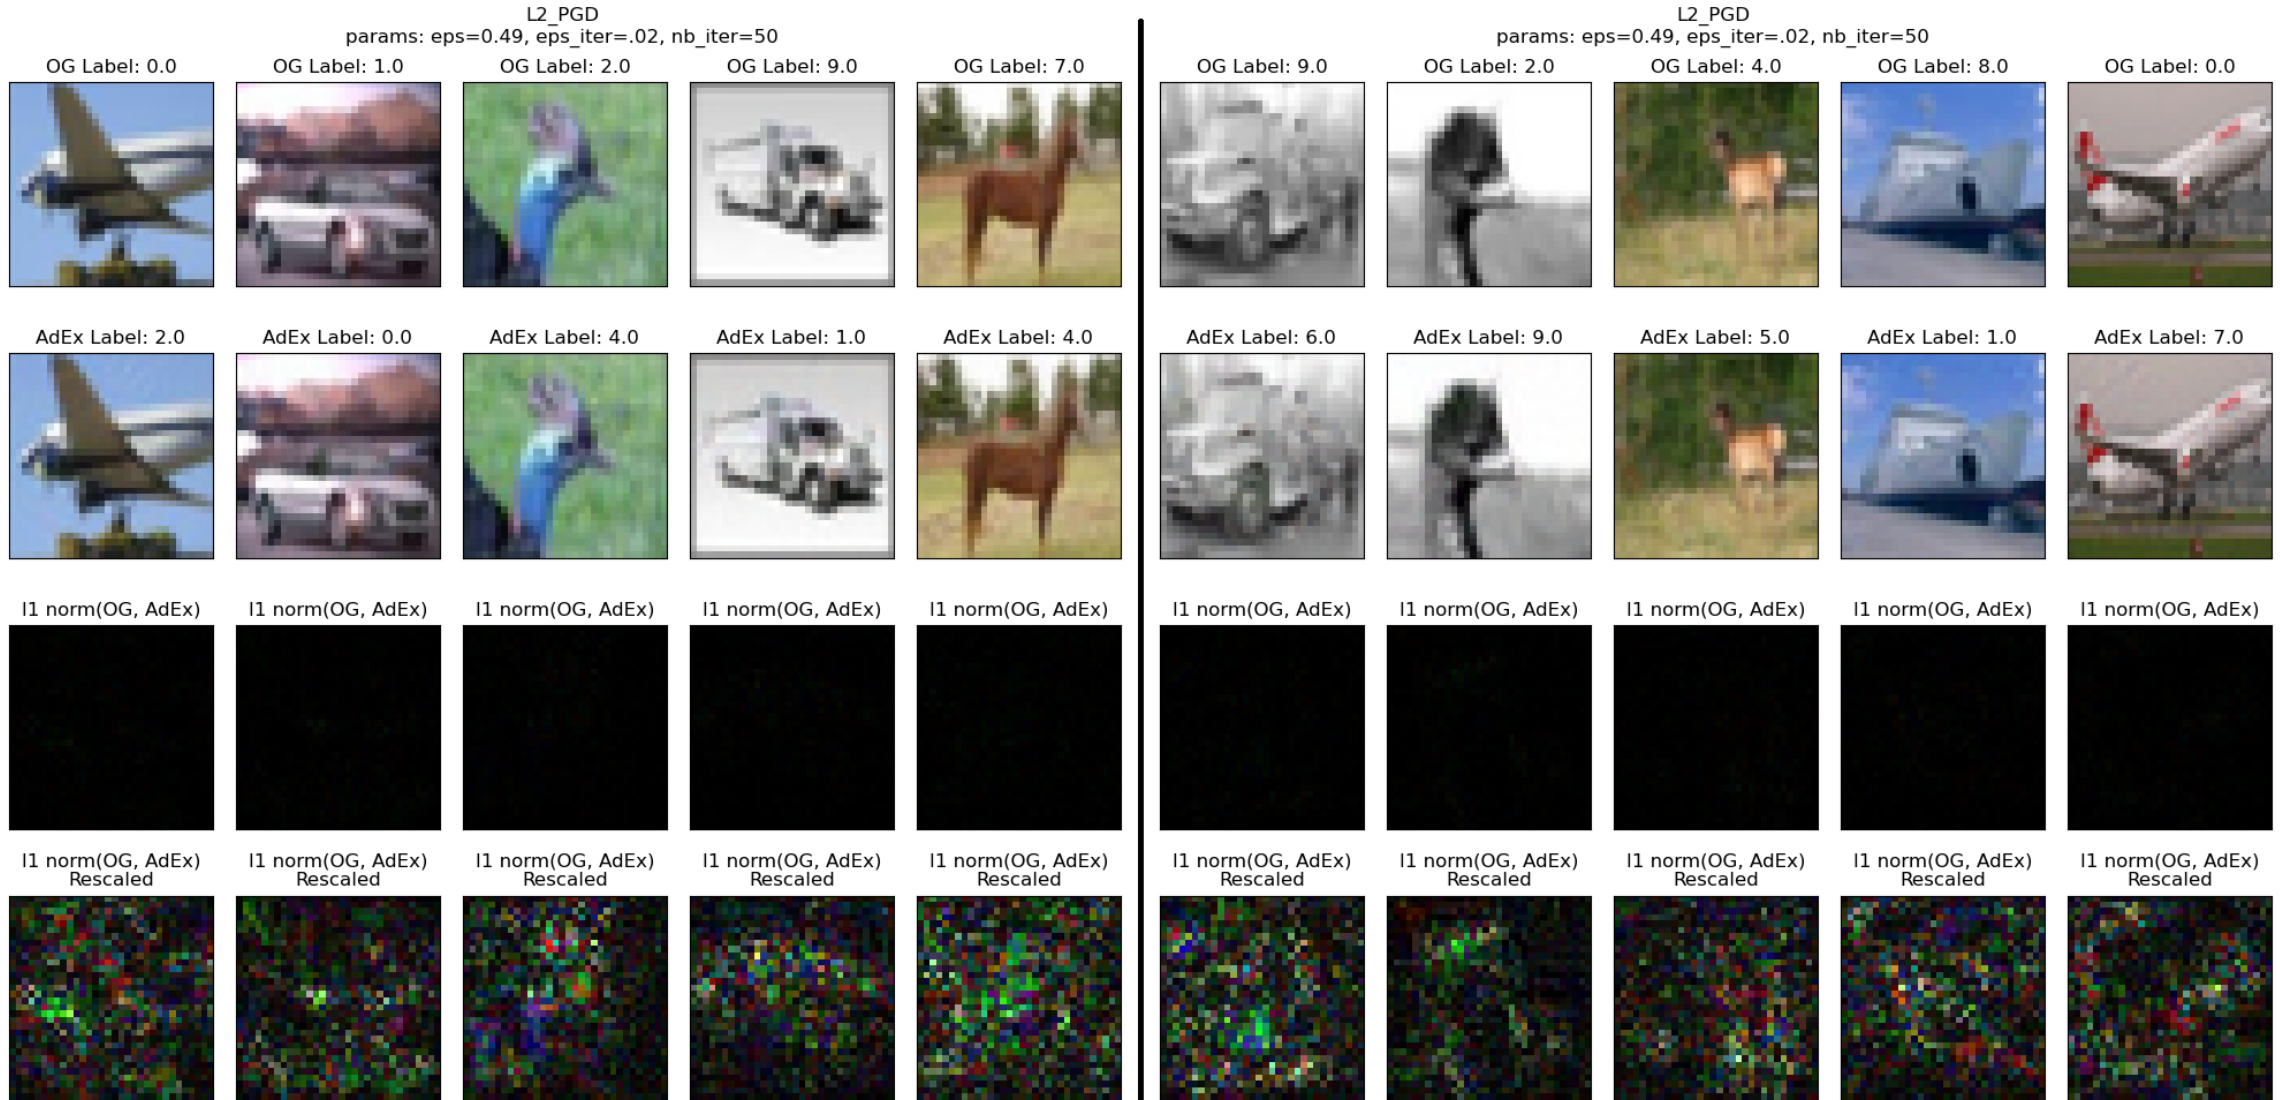 L2_PGD
params: eps=0.49, eps_iter=.02, nb_iter=50
OG Label: 0.0 OG Label: 1.0 OG Label: 2.0 OG Label: 9.0 OG Label: 7.0
AdEx Label: 2.0 AdEx Label: 0.0 AdEx Label: 4.0 AdEx Label: 1.0 AdEx Label: 4.0
l1 norm(OG, AdEx) l1 norm(OG, AdEx) l1 norm(OG, AdEx) l1 norm(OG, AdEx) l1 norm(OG, AdEx)
l1 norm(OG, AdEx) l1 norm(OG, AdEx) l1 norm(OG, AdEx) l1 norm(OG, AdEx) l1 norm(OG, AdEx)
Rescaled Rescaled Rescaled Rescaled Rescaled
L2_PGD
params: eps=0.49, eps_iter=.02, nb_iter=50
OG Label: 9.0 OG Label: 2.0 OG Label: 4.0 OG Label: 8.0 OG Label: 0.0
AdEx Label: 6.0 AdEx Label: 9.0 AdEx Label: 5.0 AdEx Label: 1.0 AdEx Label: 7.0
l1 norm(OG, AdEx) l1 norm(OG, AdEx) l1 norm(OG, AdEx) l1 norm(OG, AdEx) l1 norm(OG, AdEx)
l1 norm(OG, AdEx) l1 norm(OG, AdEx) l1 norm(OG, AdEx) l1 norm(OG, AdEx) l1 norm(OG, AdEx)
Rescaled Rescaled Rescaled Rescaled Rescaled